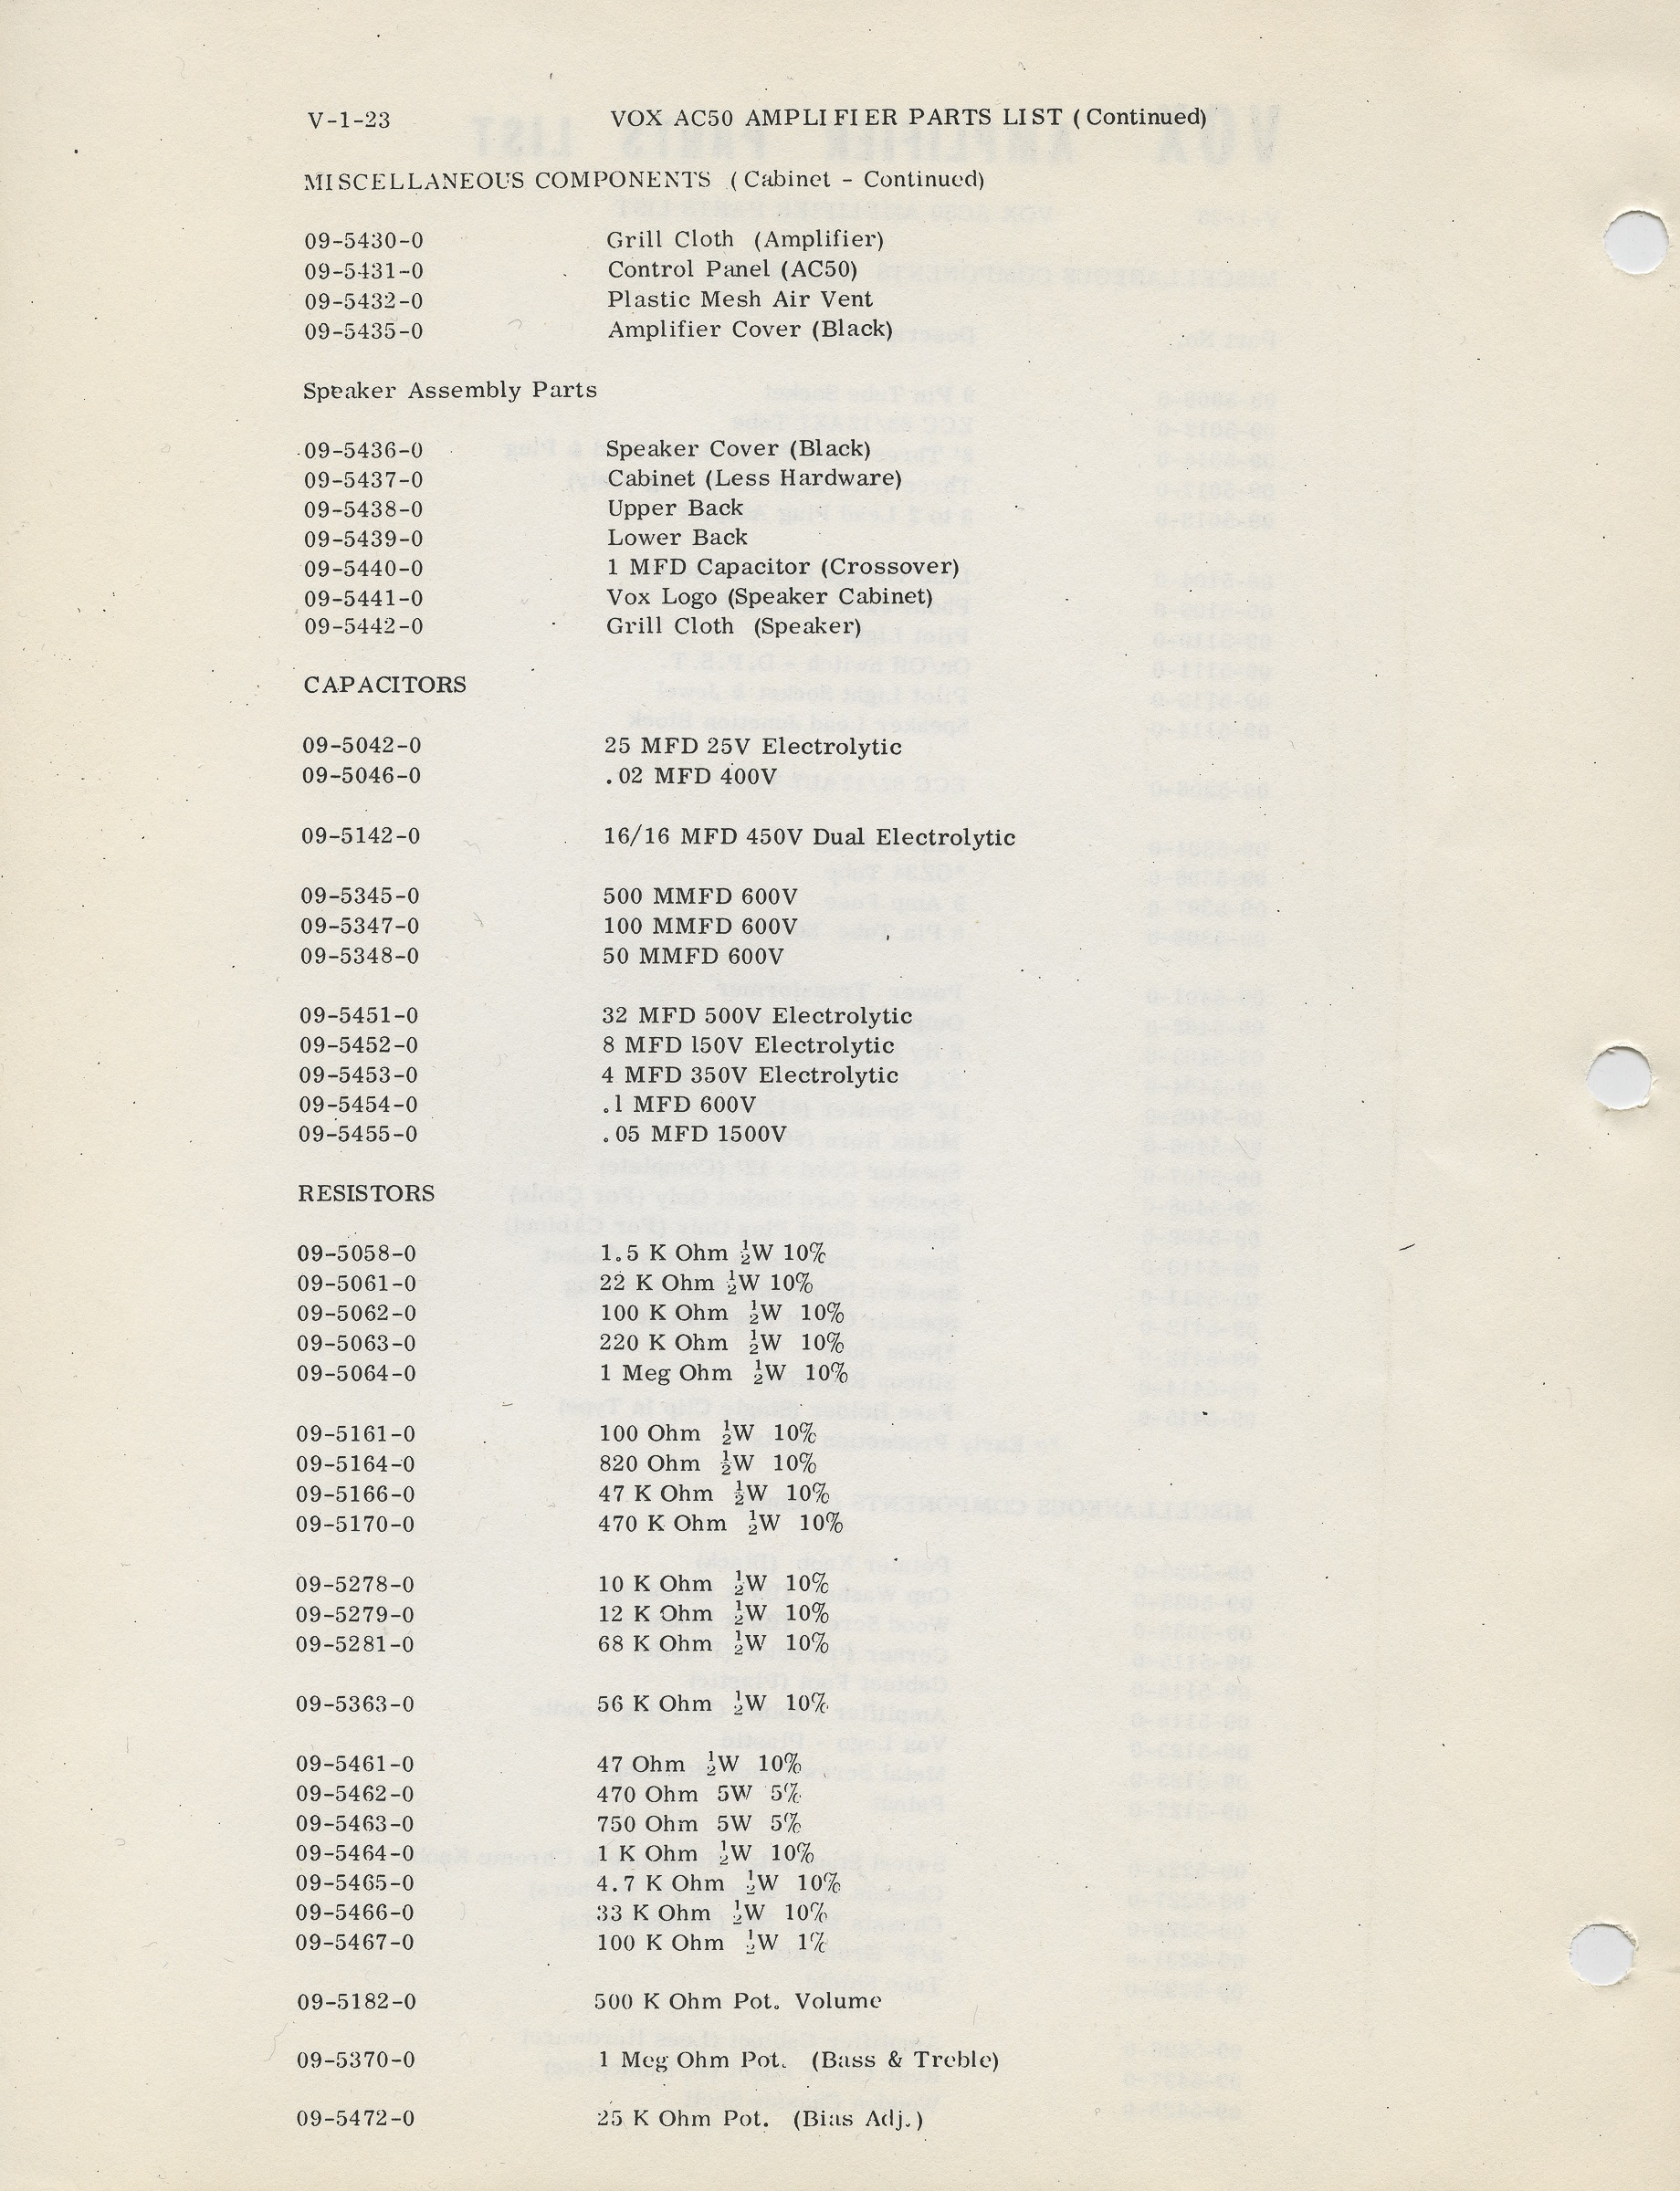 V-1-23 VOX AC50 AMPLIFIER PARTS LIST (Continued)
MISCELLANEOUS COMPONENTS (Cabinet - Continued)
09-5430-0 Grill Cloth (Amplifier)
09-5431-0 Control Panel (AC50)
09-5432-0 Plastic Mesh Air Vent
09-5435-0 Amplifier Cover (Black)
Speaker Assembly Parts
09-5436-0 Speaker Cover (Black)
09-5437-0 Cabinet (Less Hardware)
09-5438-0 Upper Back
09-5439-0 Lower Back
09-5440-0 1 MFD Capacitor (Crossover)
09-5441-0 Vox Logo (Speaker Cabinet)
09-5442-0 Grill Cloth (Speaker)
CAPACITORS
09-5042-0 25 MFD 25V Electrolytic
09-5046-0 .02 MFD 400V
09-5142-0 16/16 MFD 450V Dual Electrolytic
09-5345-0 500 MMFD 600V
09-5347-0 100 MMFD 600V
09-5348-0 50 MMFD 600V
09-5451-0 32 MFD 500V Electrolytic
09-5452-0 8 MFD 150V Electrolytic
09-5453-0 4 MFD 350V Electrolytic
09-5454-0 .1 MFD 600V
09-5455-0 .05 MFD 1500V
RESISTORS
09-5058-0 1.5 K Ohm ½W 10%
09-5061-0 22 K Ohm ½W 10%
09-5062-0 100 K Ohm ½W 10%
09-5063-0 220 K Ohm ½W 10%
09-5064-0 1 Meg Ohm ½W 10%
09-5161-0 100 Ohm ½W 10%
09-5164-0 820 Ohm ½W 10%
09-5166-0 47 K Ohm ½W 10%
09-5170-0 470 K Ohm ½W 10%
09-5278-0 10 K Ohm ½W 10%
09-5279-0 12 K Ohm ½W 10%
09-5281-0 68 K Ohm ½W 10%
09-5363-0 56 K Ohm ½W 10%
09-5461-0 47 Ohm ½W 10%
09-5462-0 470 Ohm 5W 5%
09-5463-0 750 Ohm 5W 5%
09-5464-0 1 K Ohm ½W 10%
09-5465-0 4.7 K Ohm ½W 10%
09-5466-0 33 K Ohm ½W 10%
09-5467-0 100 K Ohm ½W 1%
09-5182-0 500 K Ohm Pot. Volume
09-5370-0 1 Meg Ohm Pot. (Bass & Treble)
09-5472-0 25 K Ohm Pot. (Bias Adj.)